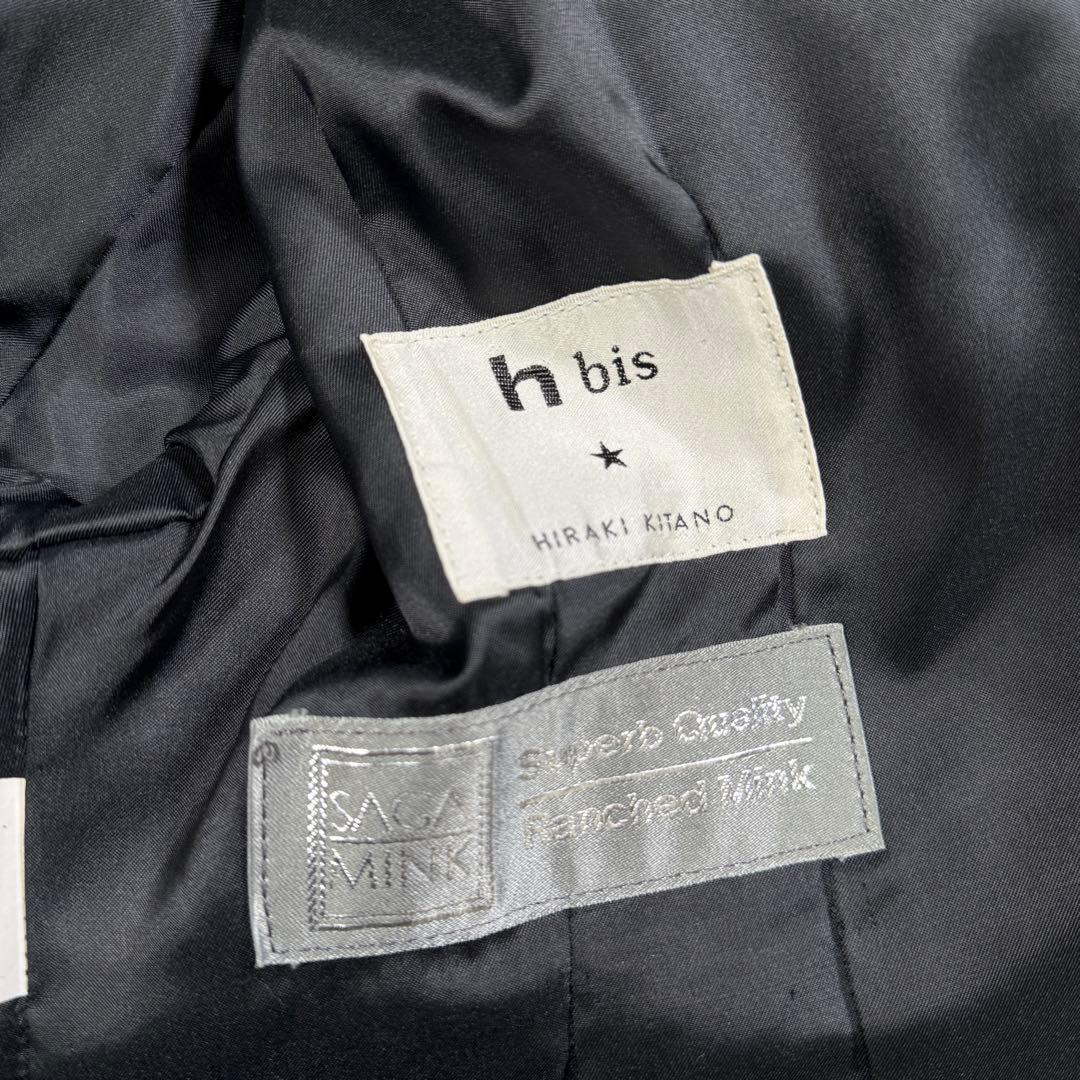 h bis
★
HIRAKI KITANO
SAGA
MINK
Superb Quality
Ranched Mink